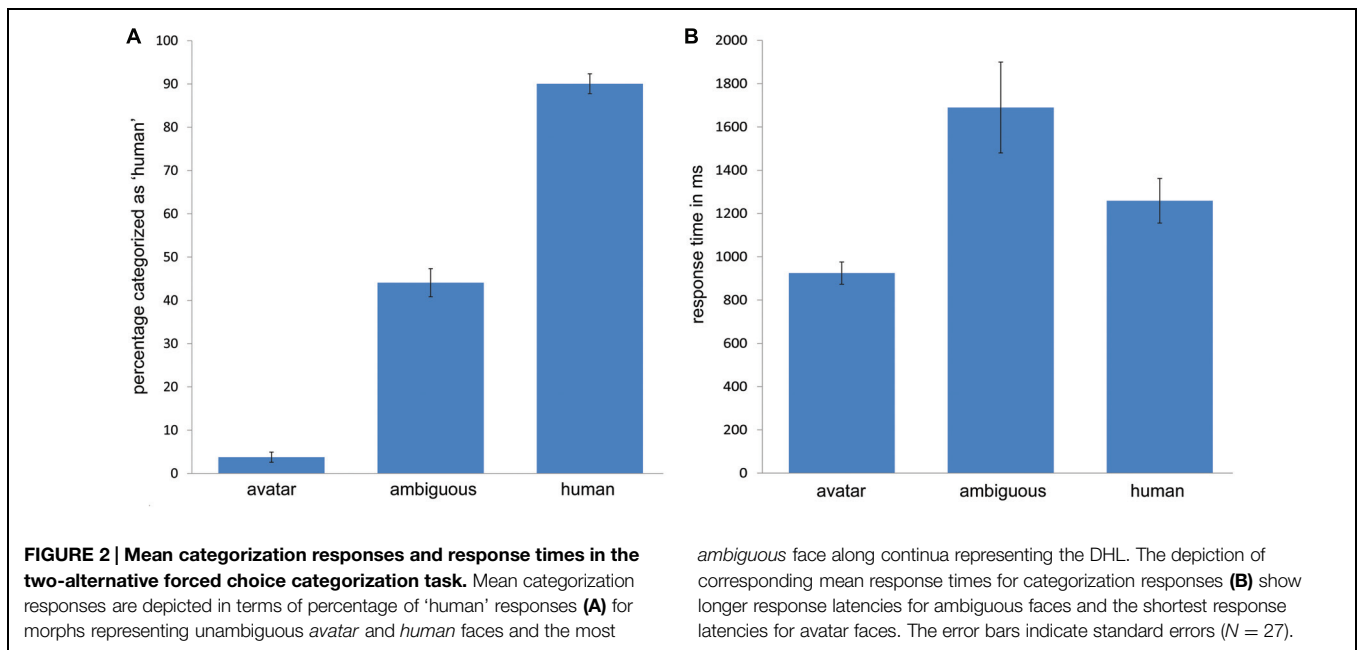 A
100
90
80
70
60
50
40
30
20
10
0
percentage categorized as ‘human’
avatar
ambiguous
human
B
2000
1800
1600
1400
1200
1000
800
600
400
200
0
response time in ms
avatar
ambiguous
human
FIGURE 2 | Mean categorization responses and response times in the
two-alternative forced choice categorization task. Mean categorization
responses are depicted in terms of percentage of ‘human’ responses (A) for
morphs representing unambiguous avatar and human faces and the most
ambiguous face along continua representing the DHL. The depiction of
corresponding mean response times for categorization responses (B) show
longer response latencies for ambiguous faces and the shortest response
latencies for avatar faces. The error bars indicate standard errors (N = 27).